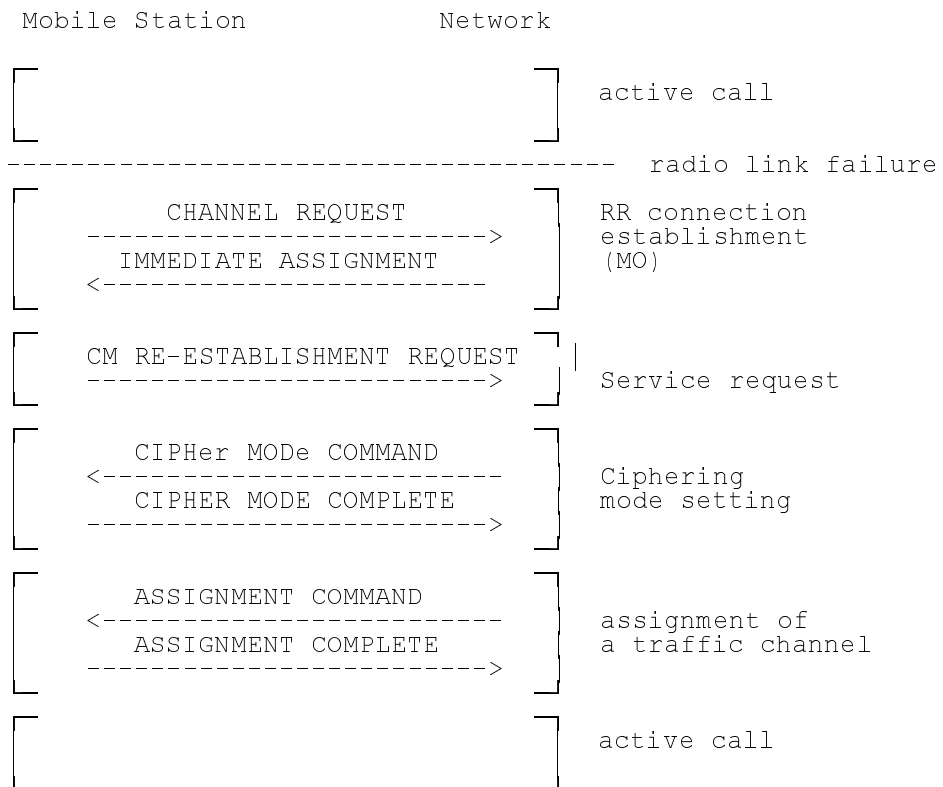 Mobile Station Network
active call
radio link failure
CHANNEL REQUEST RR connection
-------------------------> establishment
IMMEDIATE ASSIGNMENT (MO)
<------------------------
CM RE-ESTABLISHMENT REQUEST |
-------------------------> Service request
CIPHer MODe COMMAND
<------------------------- Ciphering
CIPHER MODE COMPLETE mode setting
------------------------->
ASSIGNMENT COMMAND
<------------------------- assignment of
ASSIGNMENT COMPLETE a traffic channel
------------------------->
active call